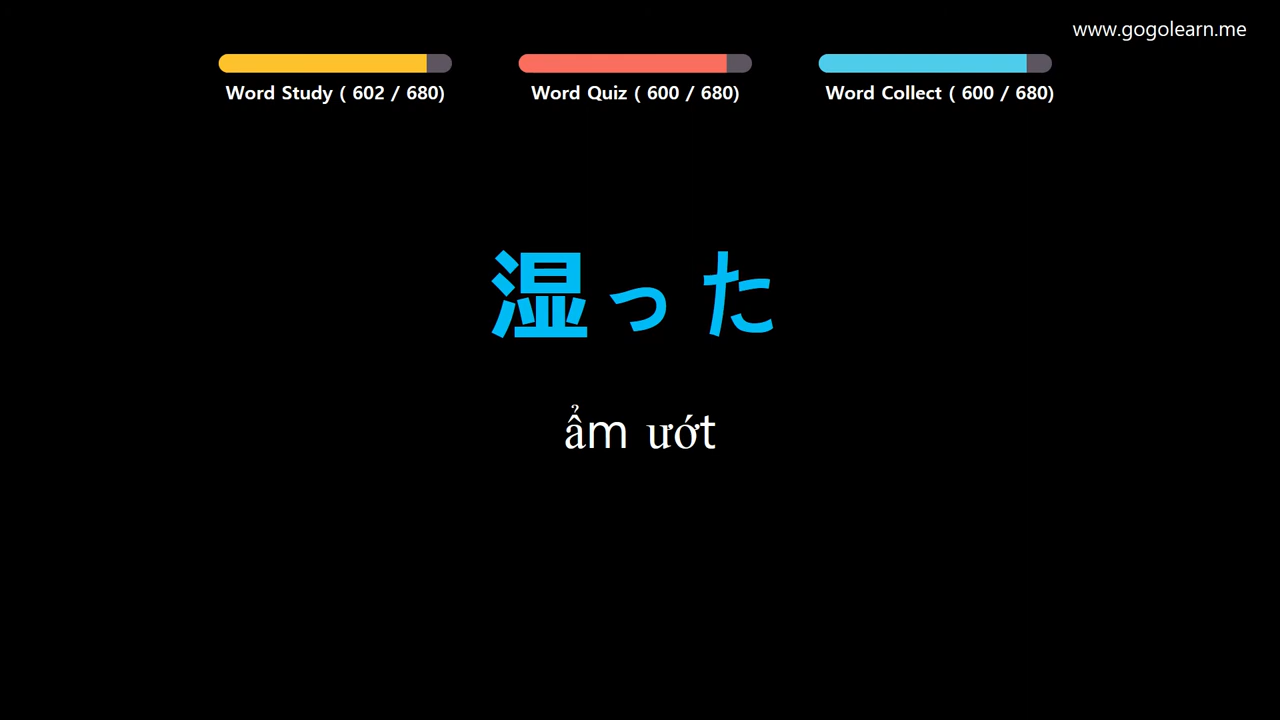 www.gogolearn.me
Word Study ( 602 / 680)
Word Quiz ( 600 / 680)
Word Collect ( 600 / 680)
湿った
ẩm ướt